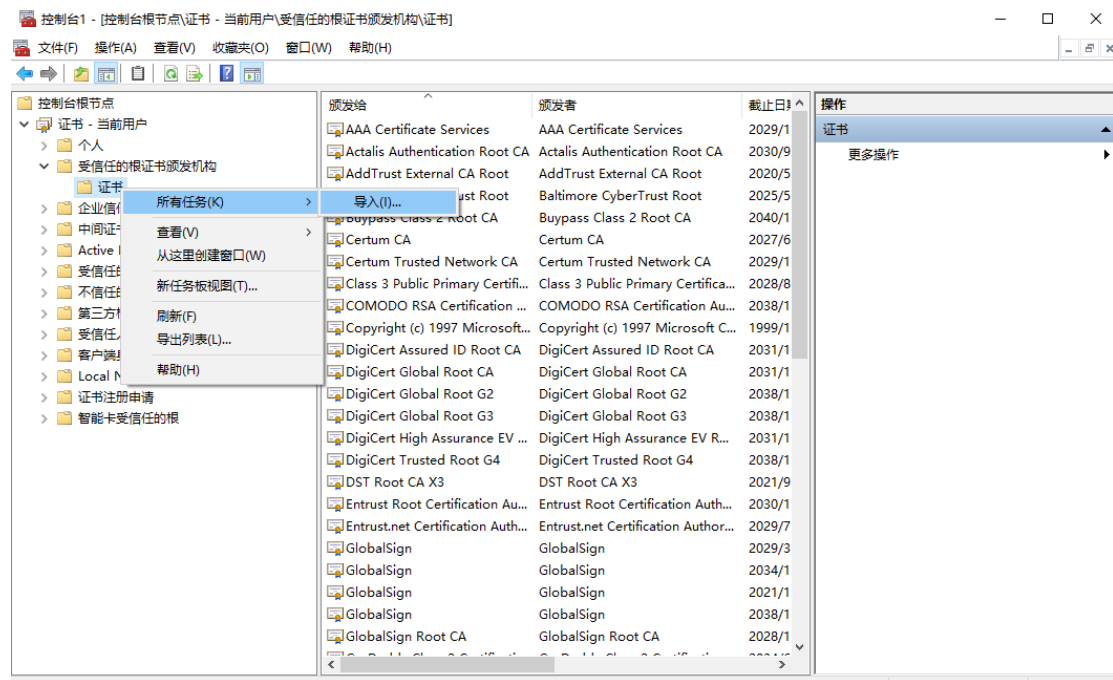 控制台1 - [控制台根节点\证书 - 当前用户\受信任的根证书颁发机构\证书]
文件(F) 操作(A) 查看(V) 收藏夹(O) 窗口(W) 帮助(H)
控制台根节点
证书 - 当前用户
个人
受信任的根证书颁发机构
证书
企业信
中间证
Active
受信任
不信任
第三方
受信任
客户端
Local N
证书注册申请
智能卡受信任的根
所有任务(K)
查看(V)
从这里创建窗口(W)
新任务板视图(T)...
刷新(F)
导出列表(L)...
帮助(H)
导入(I)...
颁发给 颁发者 截止日
AAA Certificate Services AAA Certificate Services 2029/1
Actalis Authentication Root CA Actalis Authentication Root CA 2030/9
AddTrust External CA Root AddTrust External CA Root 2020/5
ust Root Baltimore CyberTrust Root 2025/5
Buypass Class 2 Root CA Buypass Class 2 Root CA 2040/1
Certum CA Certum CA 2027/6
Certum Trusted Network CA Certum Trusted Network CA 2029/1
Class 3 Public Primary Certifi... Class 3 Public Primary Certifica... 2028/8
COMODO RSA Certification ... COMODO RSA Certification Au... 2038/1
Copyright (c) 1997 Microsoft... Copyright (c) 1997 Microsoft C... 1999/1
DigiCert Assured ID Root CA DigiCert Assured ID Root CA 2031/1
DigiCert Global Root CA DigiCert Global Root CA 2031/1
DigiCert Global Root G2 DigiCert Global Root G2 2038/1
DigiCert Global Root G3 DigiCert Global Root G3 2038/1
DigiCert High Assurance EV ... DigiCert High Assurance EV R... 2031/1
DigiCert Trusted Root G4 DigiCert Trusted Root G4 2038/1
DST Root CA X3 DST Root CA X3 2021/9
Entrust Root Certification Au... Entrust Root Certification Auth... 2030/1
Entrust.net Certification Auth... Entrust.net Certification Author... 2029/7
GlobalSign GlobalSign 2029/3
GlobalSign GlobalSign 2034/1
GlobalSign GlobalSign 2021/1
GlobalSign GlobalSign 2038/1
GlobalSign Root CA GlobalSign Root CA 2028/1
操作
证书
更多操作